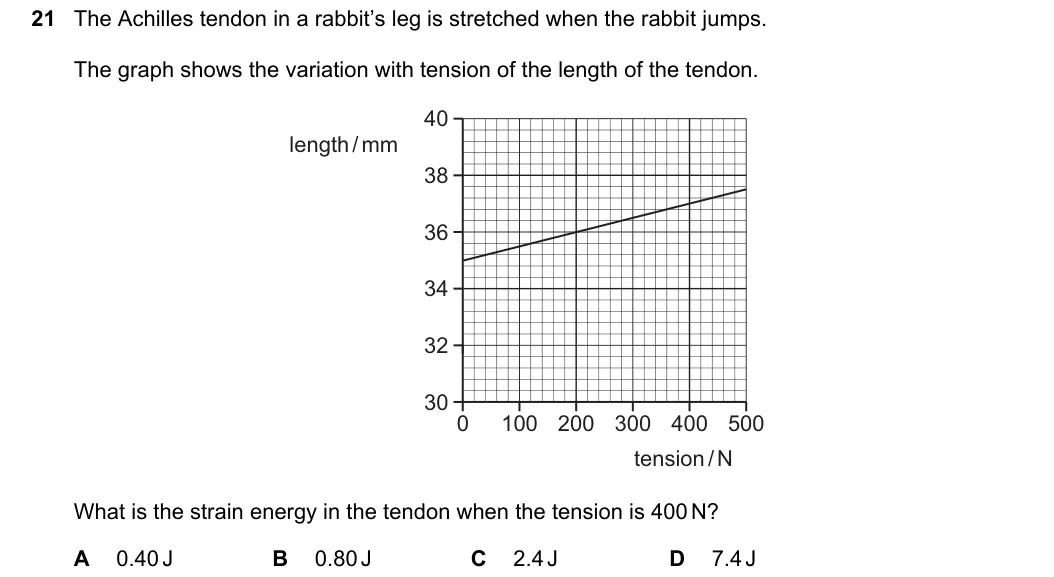 21 The Achilles tendon in a rabbit’s leg is stretched when the rabbit jumps.
The graph shows the variation with tension of the length of the tendon.
40
length / mm
38
36
34
32
30
0 100 200 300 400 500
tension / N
What is the strain energy in the tendon when the tension is 400 N?
A 0.40 J B 0.80 J C 2.4 J D 7.4 J